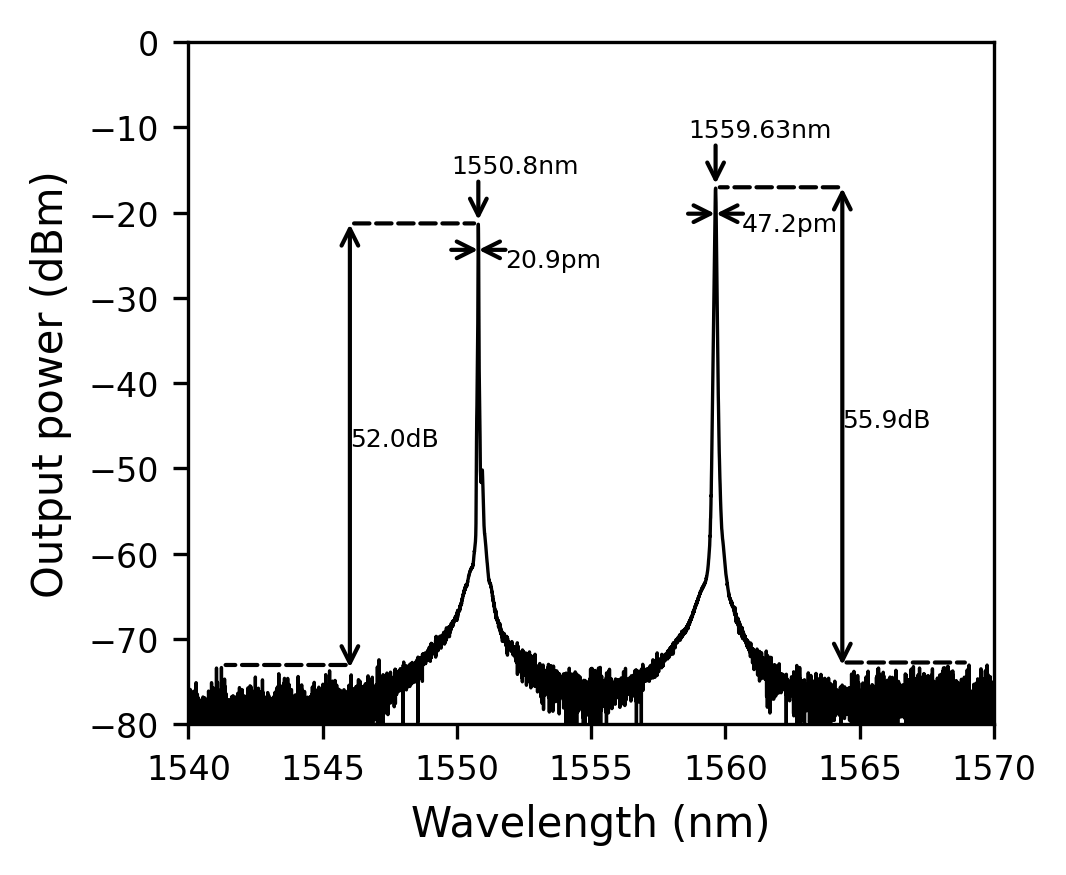 0
−10
−20
−30
−40
−50
−60
−70
−80
Output power (dBm)
1559.63nm
1550.8nm
47.2pm
20.9pm
55.9dB
52.0dB
1540 1545 1550 1555 1560 1565 1570
Wavelength (nm)